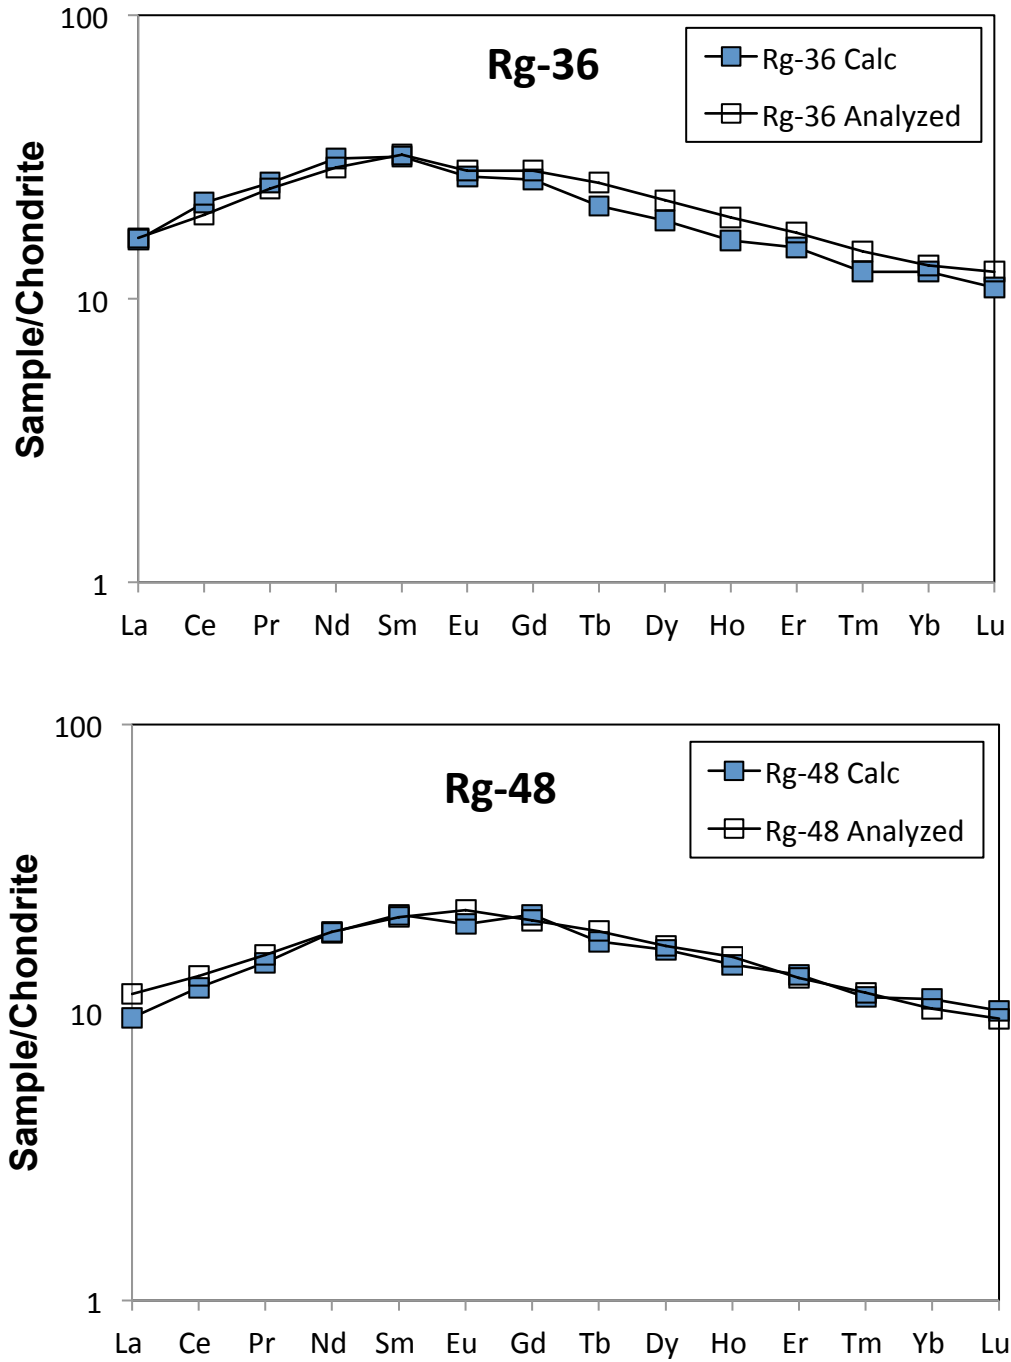 100
Rg-36
Rg-36 Calc
Rg-36 Analyzed
Sample/Chondrite
10
1
La Ce Pr Nd Sm Eu Gd Tb Dy Ho Er Tm Yb Lu
100
Rg-48
Rg-48 Calc
Rg-48 Analyzed
Sample/Chondrite
10
1
La Ce Pr Nd Sm Eu Gd Tb Dy Ho Er Tm Yb Lu